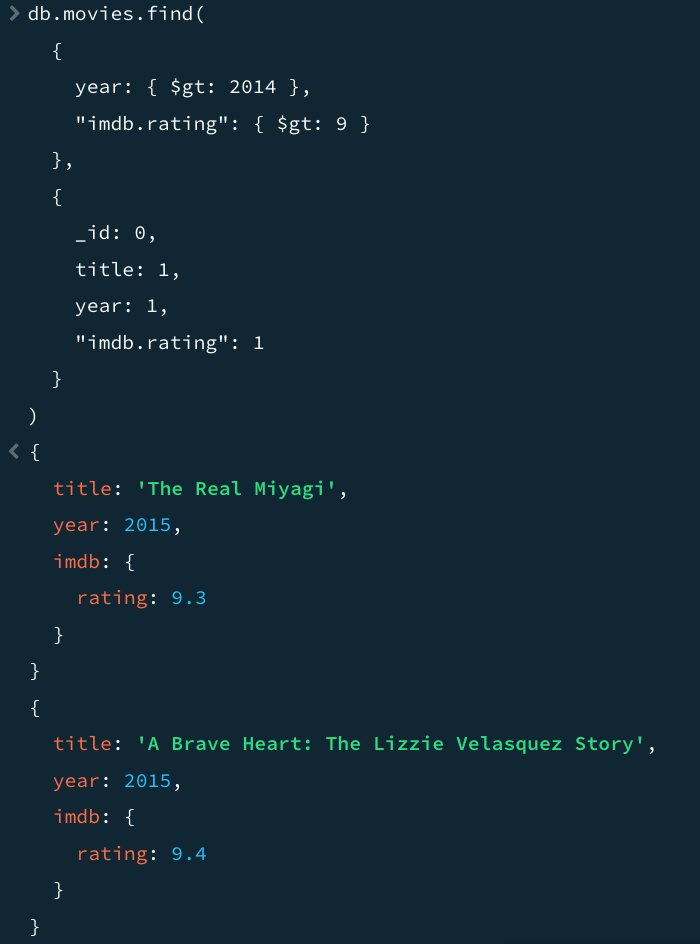 > db.movies.find(
{
year: { $gt: 2014 },
"imdb.rating": { $gt: 9 }
},
{
_id: 0,
title: 1,
year: 1,
"imdb.rating": 1
}
)
< {
title: 'The Real Miyagi',
year: 2015,
imdb: {
rating: 9.3
}
}
{
title: 'A Brave Heart: The Lizzie Velasquez Story',
year: 2015,
imdb: {
rating: 9.4
}
}